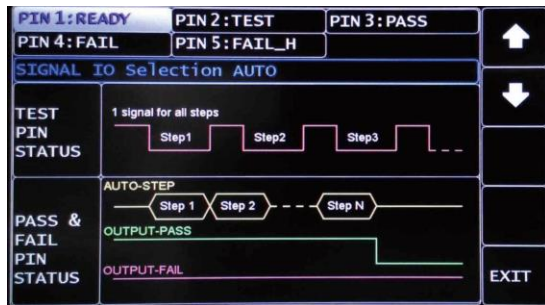 PIN 1:READY PIN 2:TEST PIN 3:PASS
PIN 4:FAIL PIN 5:FAIL_H
SIGNAL IO Selection AUTO
TEST
PIN
STATUS
1 signal for all steps
Step1 Step2 Step3
PASS &
FAIL
PIN
STATUS
AUTO-STEP
Step 1 Step 2 Step N
OUTPUT-PASS
OUTPUT-FAIL
EXIT